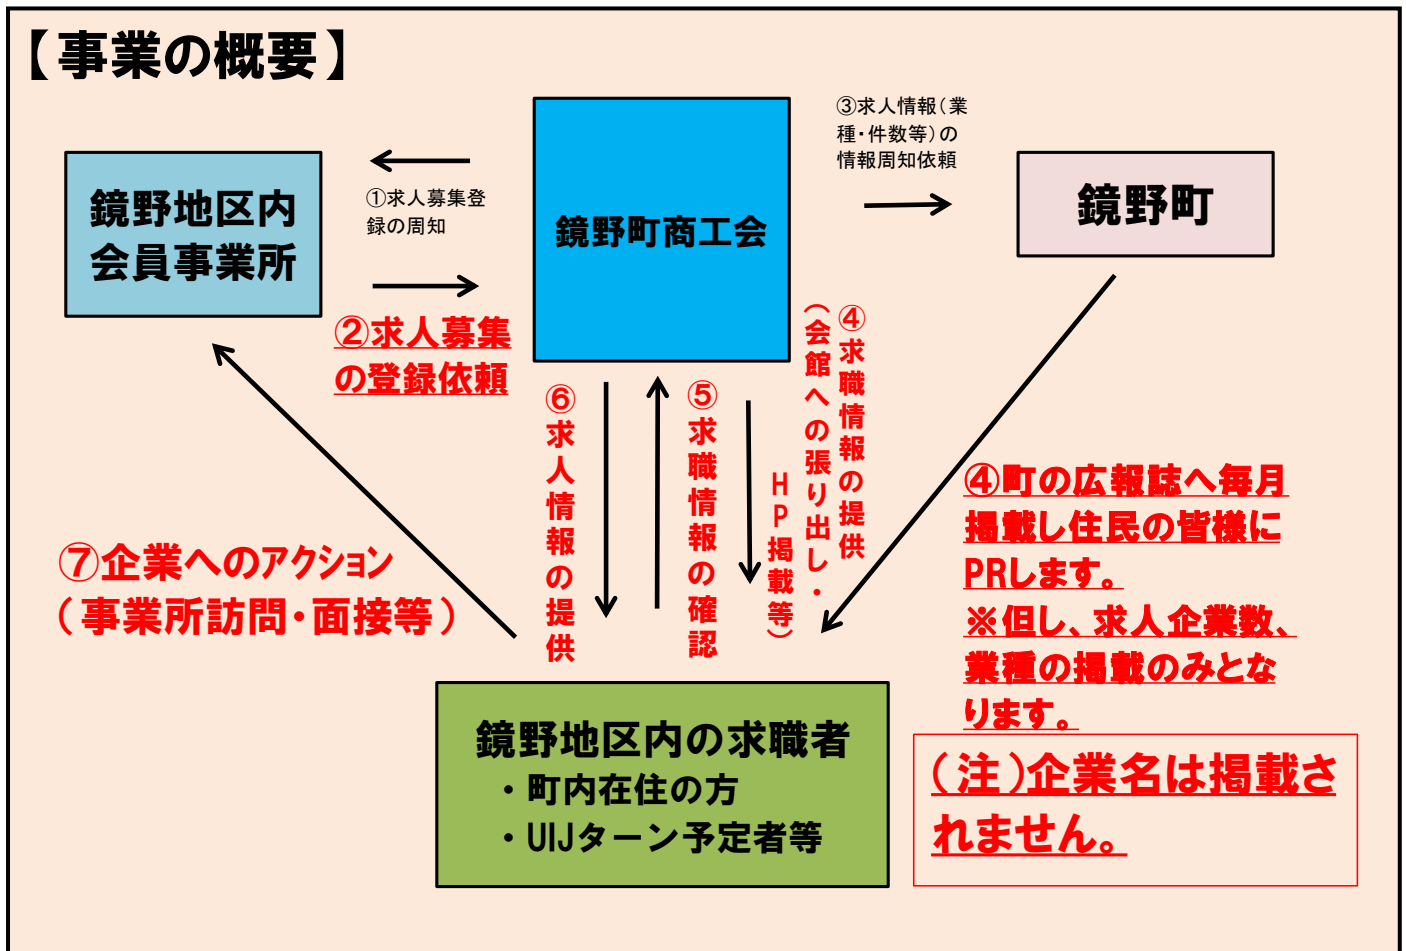 【事業の概要】
鏡野地区内
会員事業所
①求人募集登
録の周知
②求人募集
の登録依頼
鏡野町商工会
③求人情報（業
種・件数等）の
情報周知依頼
鏡野町
④求職情報の提供
（会館への張り出し・
ＨＰ掲載等）
⑤求職情報の確認
⑥求人情報の提供
④町の広報誌へ毎月
掲載し住民の皆様に
PRします。
※但し、求人企業数、
業種の掲載のみとな
ります。
（注）企業名は掲載さ
れません。
⑦企業へのアクション
（事業所訪問・面接等）
鏡野地区内の求職者
・町内在住の方
・UIJターン予定者等